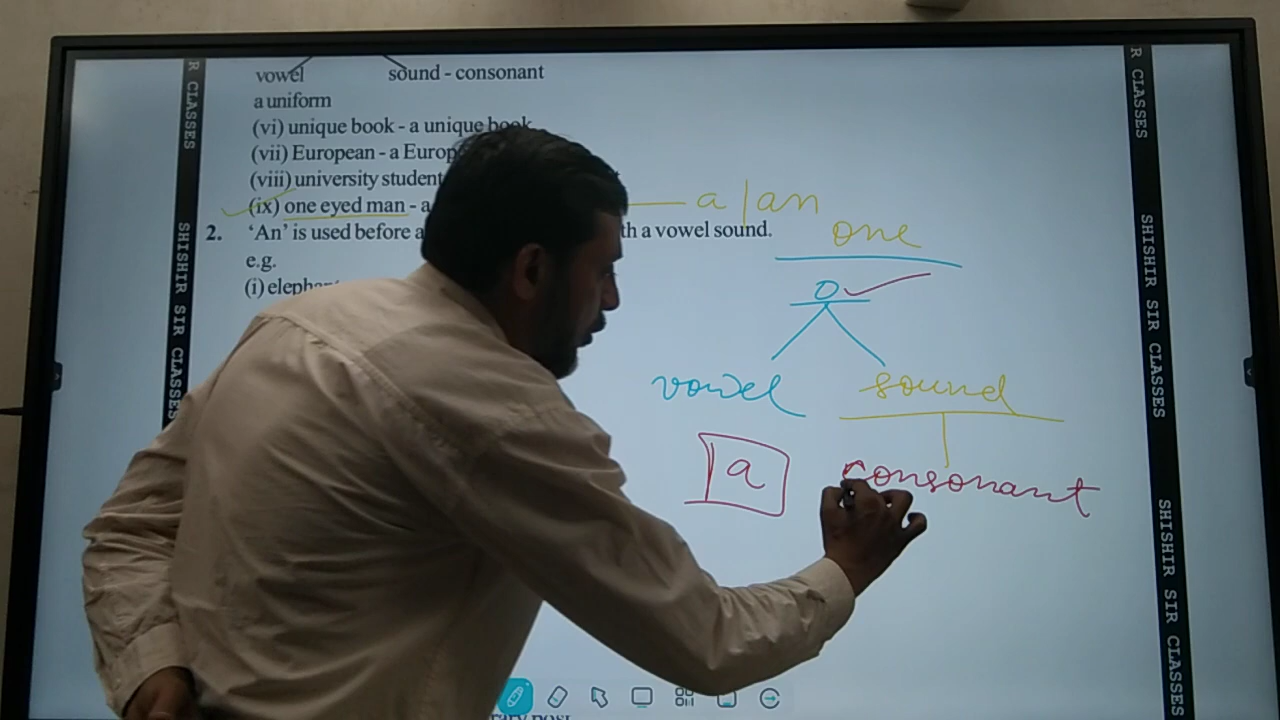 vowel sound - consonant
a uniform
(vi) unique book - a unique book
(vii) European - a Europ
(viii) university student
(ix) one eyed man - a
a | an
2. 'An' is used before a th a vowel sound.
one
e.g.
(i) elephant
o
vowel sound
a consonant
R CLASSES
SHISHIR SIR CLASSES
R CLASSES
SHISHIR SIR CLASSES
SHISHIR SIR CLASSES